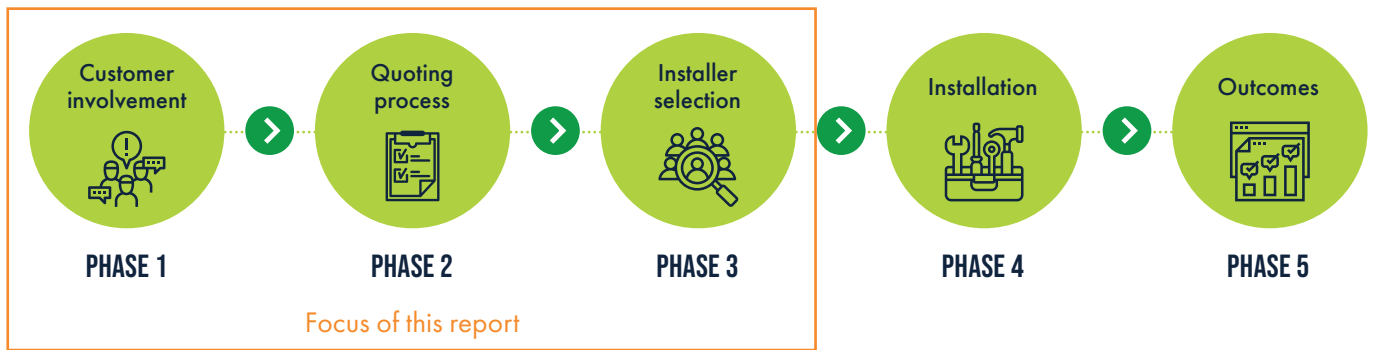 Customer
involvement
Quoting
process
Installer
selection
Installation
Outcomes
PHASE 1
PHASE 2
PHASE 3
PHASE 4
PHASE 5
Focus of this report